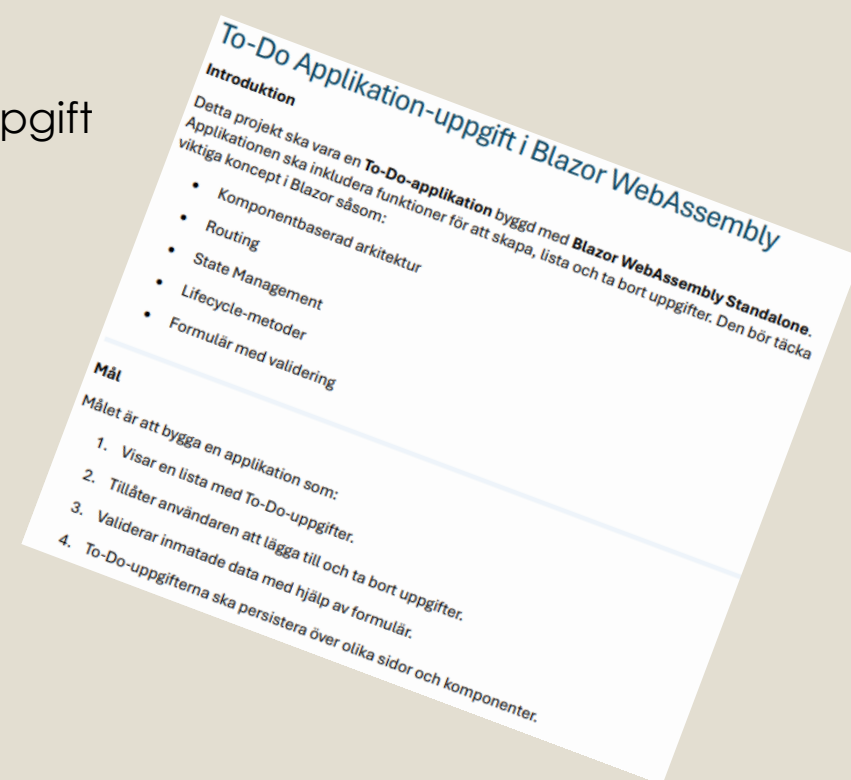 pgift
To-Do Applikation-uppgift i Blazor WebAssembly
Introduktion
Detta projekt ska vara en To-Do-applikation byggd med Blazor WebAssembly Standalone.
Applikationen ska inkludera funktioner för att skapa, lista och ta bort uppgifter. Den bör täcka
viktiga koncept i Blazor såsom:
• Komponentbaserad arkitektur
• Routing
• State Management
• Lifecycle-metoder
• Formulär med validering
Mål
Målet är att bygga en applikation som:
1. Visar en lista med To-Do-uppgifter.
2. Tillåter användaren att lägga till och ta bort uppgifter.
3. Validerar inmatade data med hjälp av formulär.
4. To-Do-uppgifterna ska persistera över olika sidor och komponenter.